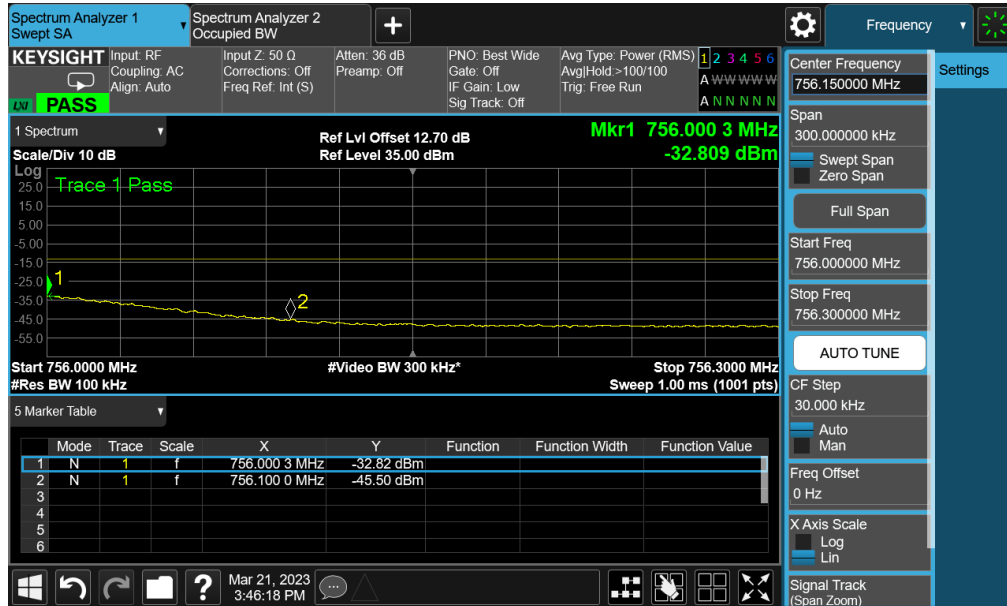 Spectrum Analyzer 1
Swept SA
Spectrum Analyzer 2
Occupied BW
+
Frequency
KEYSIGHT
Input: RF
Coupling: AC
Align: Auto
Input Z: 50 Ω
Corrections: Off
Freq Ref: Int (S)
Atten: 36 dB
Preamp: Off
PNO: Best Wide
Gate: Off
IF Gain: Low
Sig Track: Off
Avg Type: Power (RMS)
Avg|Hold:>100/100
Trig: Free Run
1 2 3 4 5 6
A W W W W W
A N N N N N
LXI PASS
1 Spectrum
Scale/Div 10 dB
Ref Lvl Offset 12.70 dB
Ref Level 35.00 dBm
Mkr1 756.000 3 MHz
-32.809 dBm
Log
Trace 1 Pass
25.0
15.0
5.00
-5.00
-15.0
-25.0
-35.0
-45.0
-55.0
1
2
Start 756.0000 MHz
#Video BW 300 kHz*
Stop 756.3000 MHz
#Res BW 100 kHz
Sweep 1.00 ms (1001 pts)
5 Marker Table
Mode Trace Scale X Y Function Function Width Function Value
1 N 1 f 756.000 3 MHz -32.82 dBm
2 N 1 f 756.100 0 MHz -45.50 dBm
3
4
5
6
Center Frequency
756.150000 MHz
Settings
Span
300.000000 kHz
Swept Span
Zero Span
Full Span
Start Freq
756.000000 MHz
Stop Freq
756.300000 MHz
AUTO TUNE
CF Step
30.000 kHz
Auto
Man
Freq Offset
0 Hz
X Axis Scale
Log
Lin
Signal Track
(Span Zoom)
?
Mar 21, 2023
3:46:18 PM